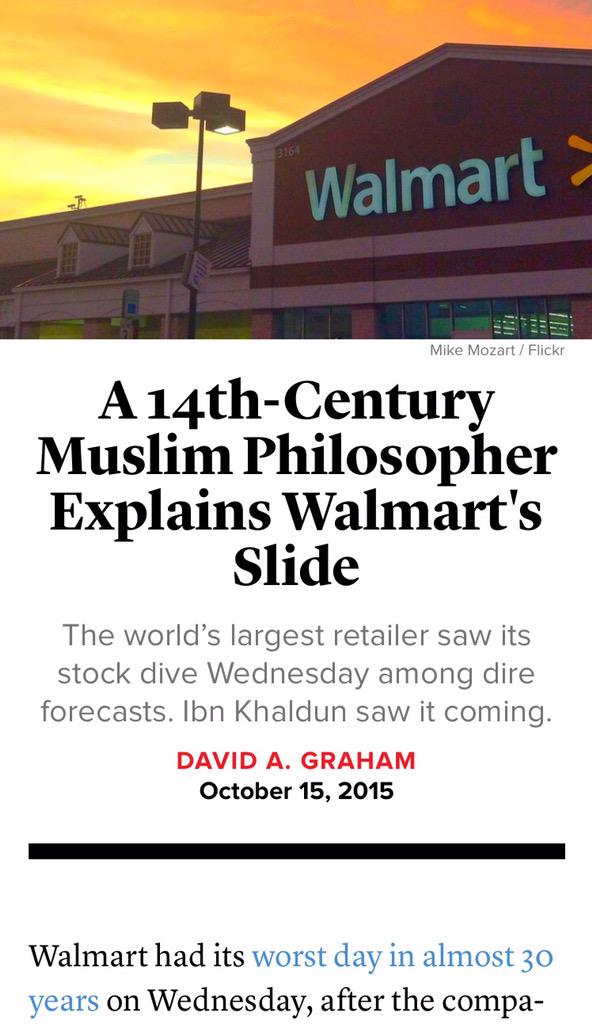 3164
Walmart
Mike Mozart / Flickr
A 14th-Century
Muslim Philosopher
Explains Walmart's
Slide
The world’s largest retailer saw its
stock dive Wednesday among dire
forecasts. Ibn Khaldun saw it coming.
DAVID A. GRAHAM
October 15, 2015
Walmart had its worst day in almost 30
years on Wednesday, after the compa-